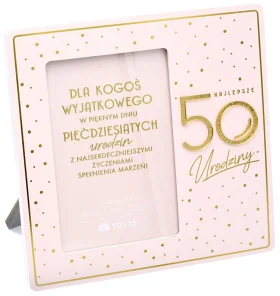 DLA KOGOŚ
WYJĄTKOWEGO
W PIĘKNYM DNIU
PIĘĆDZIESIĄTYCH
urodzin
Z NAJSERDECZNIEJSZYMI
ŻYCZENIAMI
SPEŁNIENIA MARZEŃ!
10x15
NAJLEPSZE
50
Urodziny